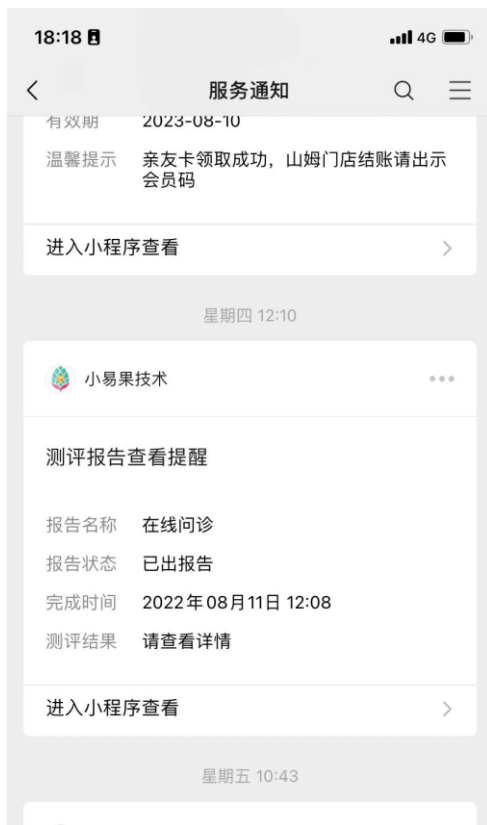 18:18
4G
服务通知
有效期 2023-08-10
温馨提示 亲友卡领取成功，山姆门店结账请出示
会员码
进入小程序查看
星期四 12:10
小易果技术
测评报告查看提醒
报告名称 在线问诊
报告状态 已出报告
完成时间 2022年08月11日 12:08
测评结果 请查看详情
进入小程序查看
星期五 10:43